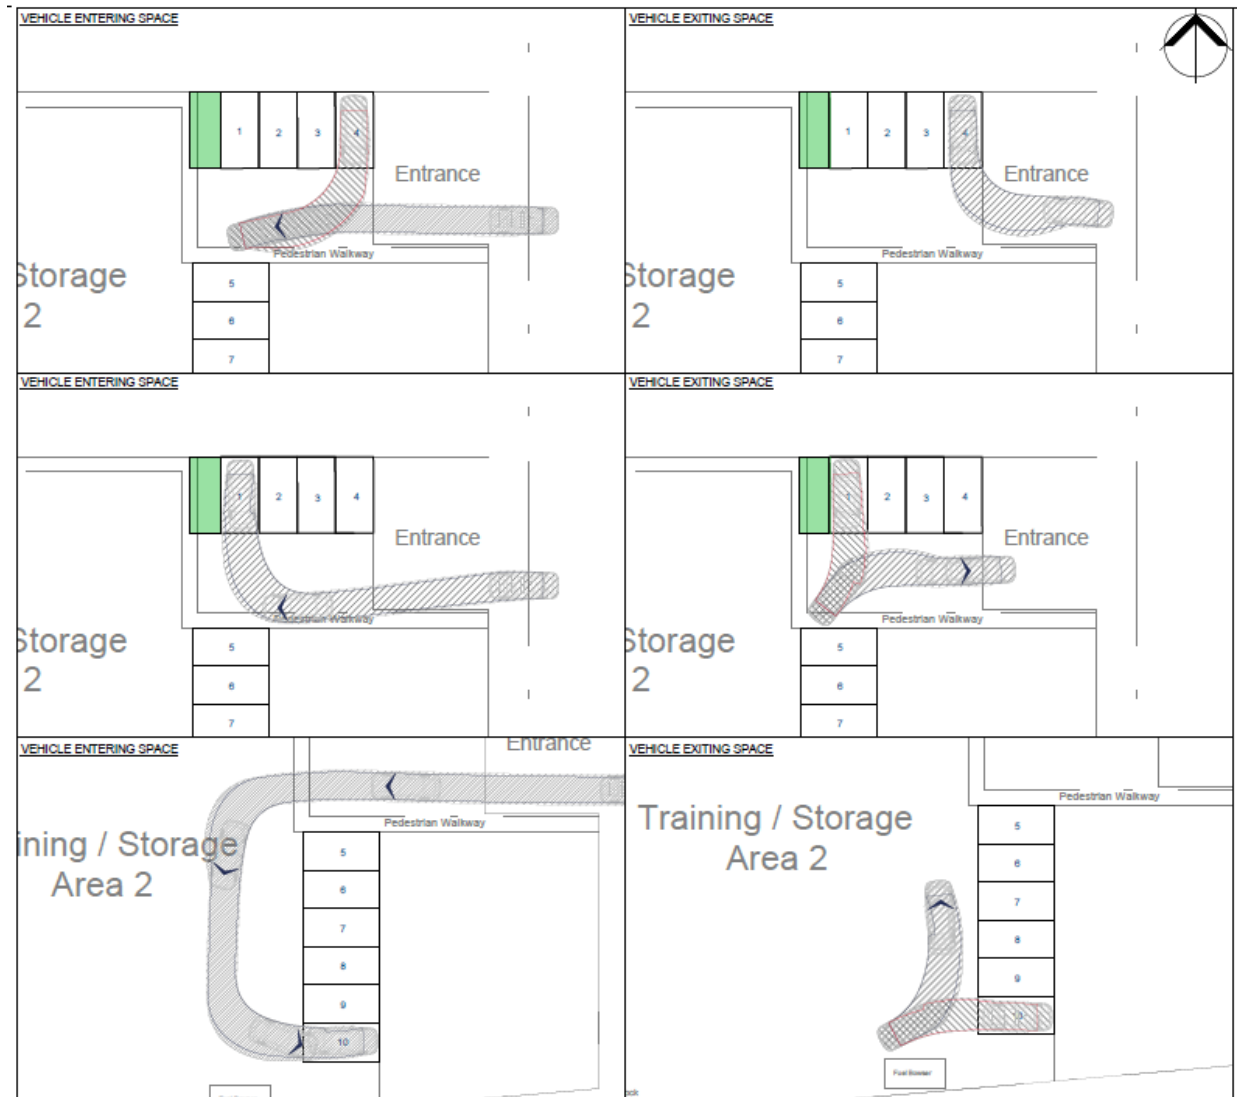 VEHICLE ENTERING SPACE
1
2
3
4
Entrance
Pedestrian Walkway
Storage
2
5
6
7
VEHICLE EXITING SPACE
1
2
3
4
Entrance
Pedestrian Walkway
Storage
2
5
6
7
VEHICLE ENTERING SPACE
1
2
3
4
Entrance
Pedestrian Walkway
Storage
2
5
6
7
VEHICLE EXITING SPACE
1
2
3
4
Entrance
Pedestrian Walkway
Storage
2
5
6
7
VEHICLE ENTERING SPACE
Entrance
Pedestrian Walkway
ining / Storage
Area 2
5
6
7
8
9
10
VEHICLE EXITING SPACE
Pedestrian Walkway
Training / Storage
Area 2
5
6
7
8
9
10
Fuel Bowser